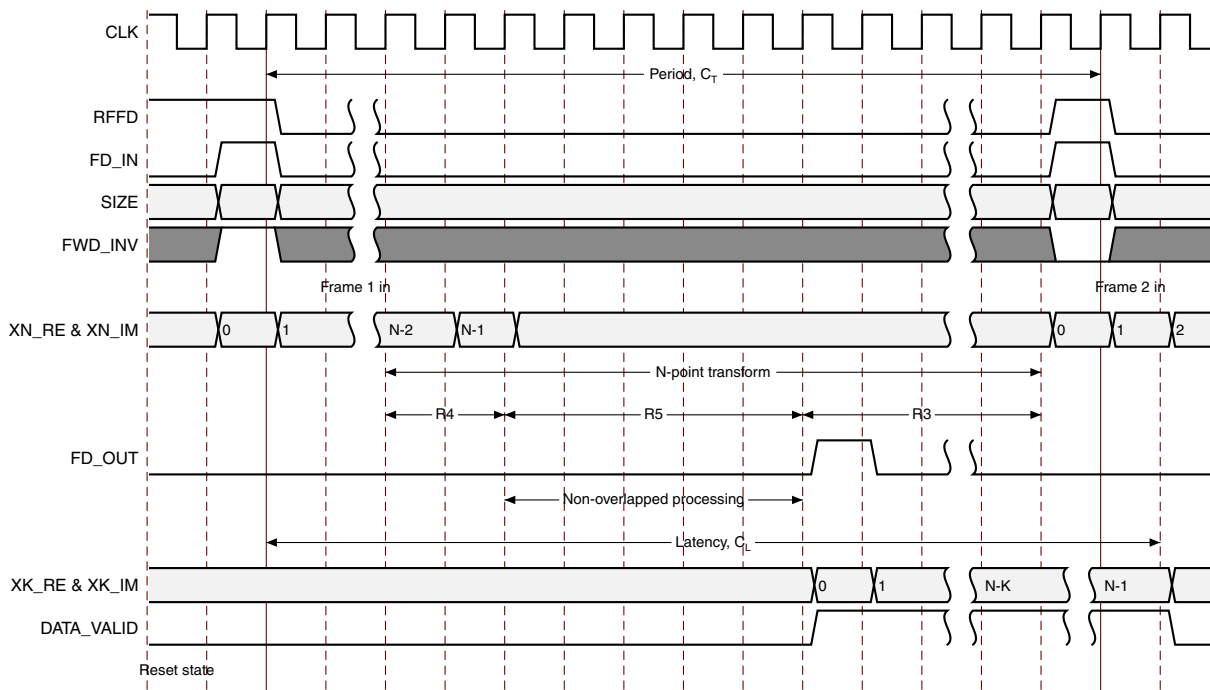 CLK
Period, C_T
RFFD
FD_IN
SIZE
FWD_INV
Frame 1 in Frame 2 in
XN_RE & XN_IM 0 1 N-2 N-1 0 1 2
N-point transform
R4 R5 R3
FD_OUT
Non-overlapped processing
Latency, C_L
XK_RE & XK_IM 0 1 N-K N-1
DATA_VALID
Reset state